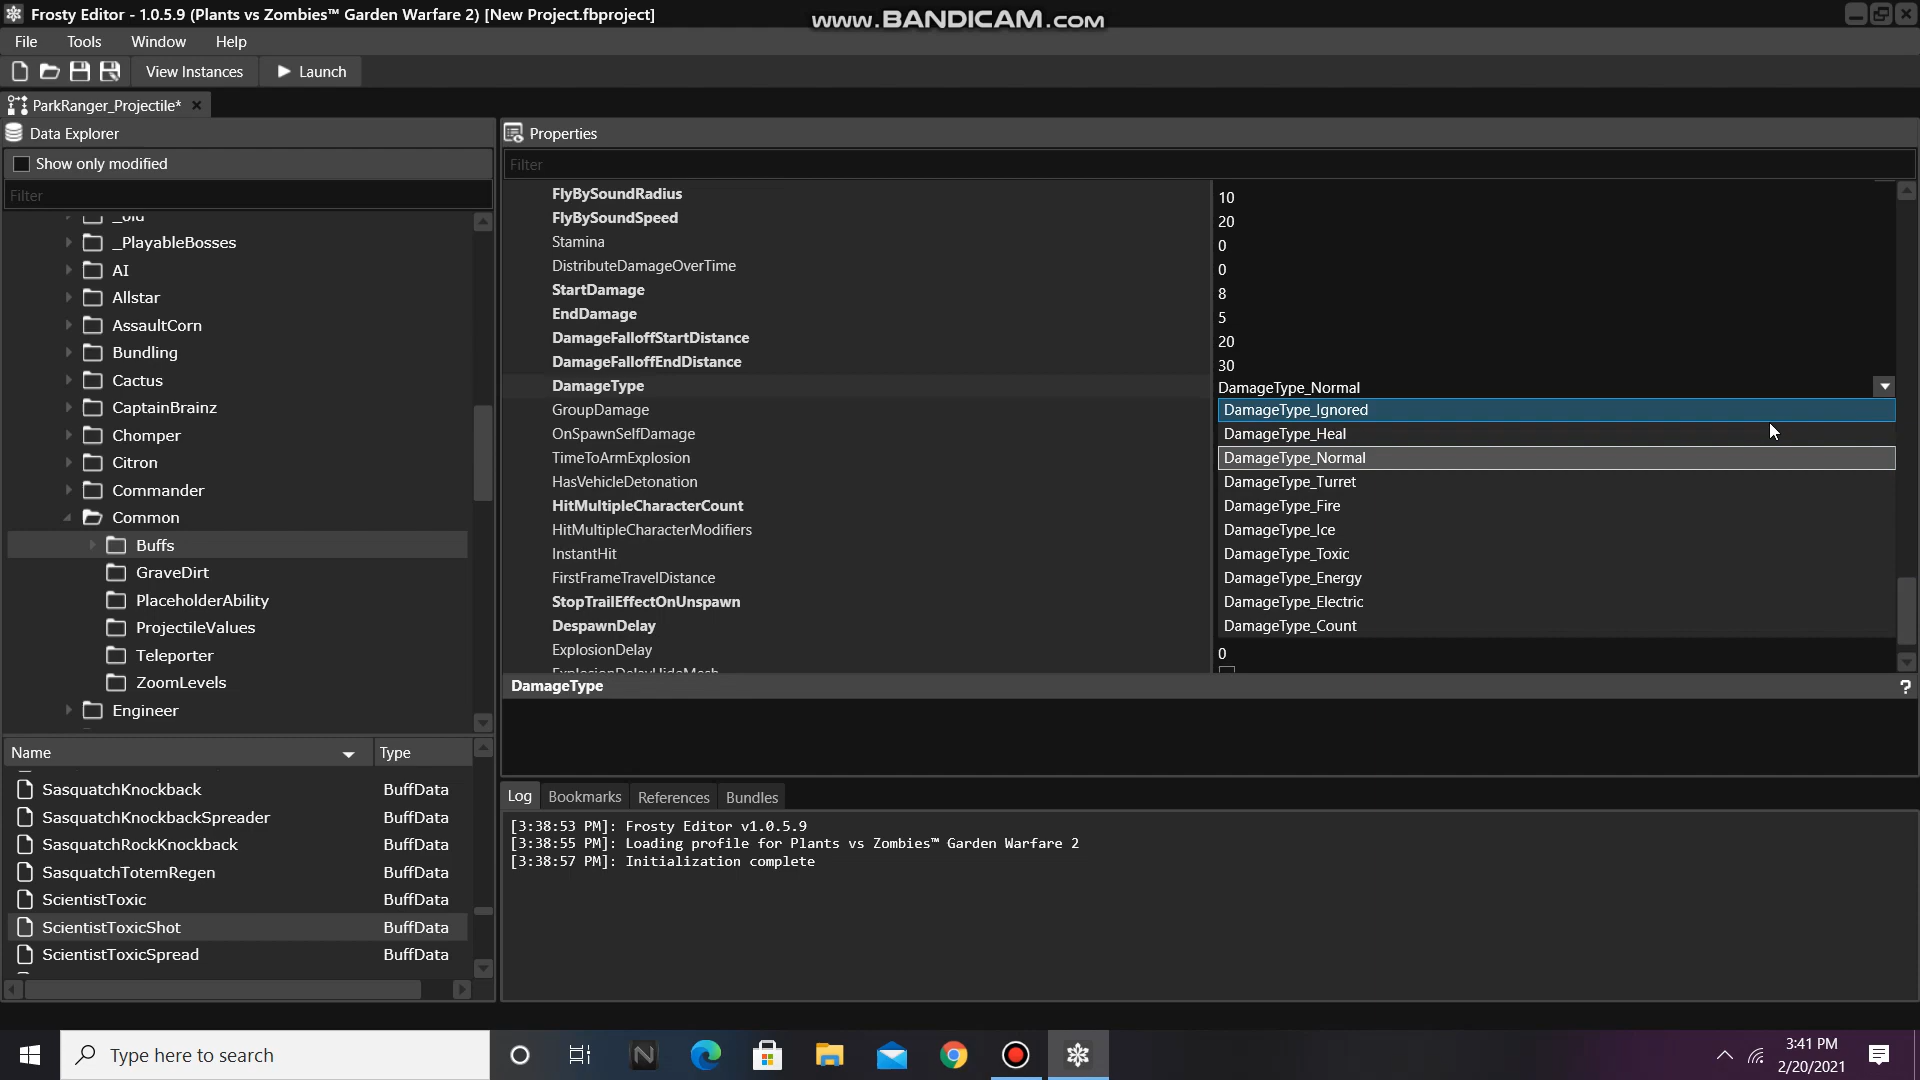 Frosty Editor - 1.0.5.9 (Plants vs Zombies™ Garden Warfare 2) [New Project.fbproject]
www.BANDICAM.com
File Tools Window Help
View Instances Launch
ParkRanger_Projectile*
Data Explorer
Show only modified
Filter
_old
_PlayableBosses
AI
Allstar
AssaultCorn
Bundling
Cactus
CaptainBrainz
Chomper
Citron
Commander
Common
Buffs
GraveDirt
PlaceholderAbility
ProjectileValues
Teleporter
ZoomLevels
Engineer
Name Type
SasquatchKnockback BuffData
SasquatchKnockbackSpreader BuffData
SasquatchRockKnockback BuffData
SasquatchTotemRegen BuffData
ScientistToxic BuffData
ScientistToxicShot BuffData
ScientistToxicSpread BuffData
Properties
Filter
FlyBySoundRadius 10
FlyBySoundSpeed 20
Stamina 0
DistributeDamageOverTime 0
StartDamage 8
EndDamage 5
DamageFalloffStartDistance 20
DamageFalloffEndDistance 30
DamageType DamageType_Normal
GroupDamage DamageType_Ignored
OnSpawnSelfDamage DamageType_Heal
TimeToArmExplosion DamageType_Normal
HasVehicleDetonation DamageType_Turret
HitMultipleCharacterCount DamageType_Fire
HitMultipleCharacterModifiers DamageType_Ice
InstantHit DamageType_Toxic
FirstFrameTravelDistance DamageType_Energy
StopTrailEffectOnUnspawn DamageType_Electric
DespawnDelay DamageType_Count
ExplosionDelay 0
ExplosionDelayHideMesh
DamageType ?
Log Bookmarks References Bundles
[3:38:53 PM]: Frosty Editor v1.0.5.9
[3:38:55 PM]: Loading profile for Plants vs Zombies™ Garden Warfare 2
[3:38:57 PM]: Initialization complete
Type here to search
3:41 PM
2/20/2021